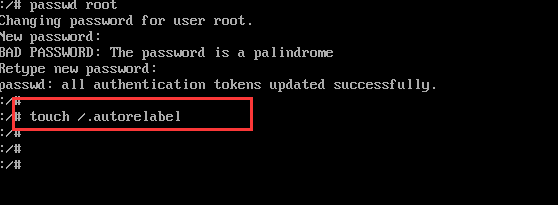 :/# passwd root
Changing password for user root.
New password:
BAD PASSWORD: The password is a palindrome
Retype new password:
passwd: all authentication tokens updated successfully.
:/#
:/# touch /.autorelabel
:/#
:/#
:/#